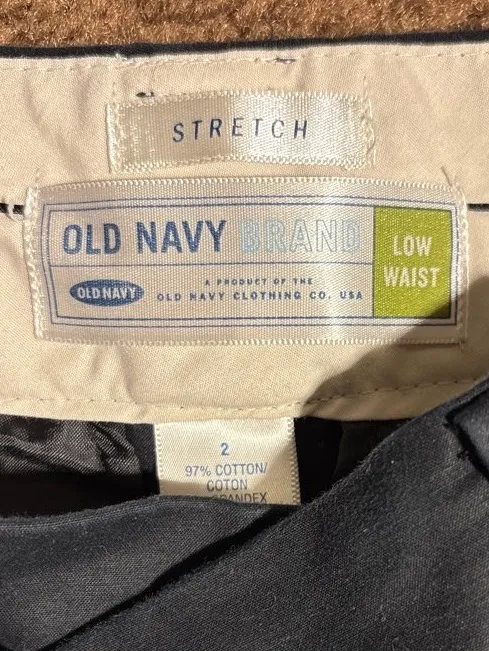 STRETCH
OLD NAVY BRAND
LOW
WAIST
OLD NAVY
A PRODUCT OF THE
OLD NAVY CLOTHING CO. USA
2
97% COTTON/
COTON